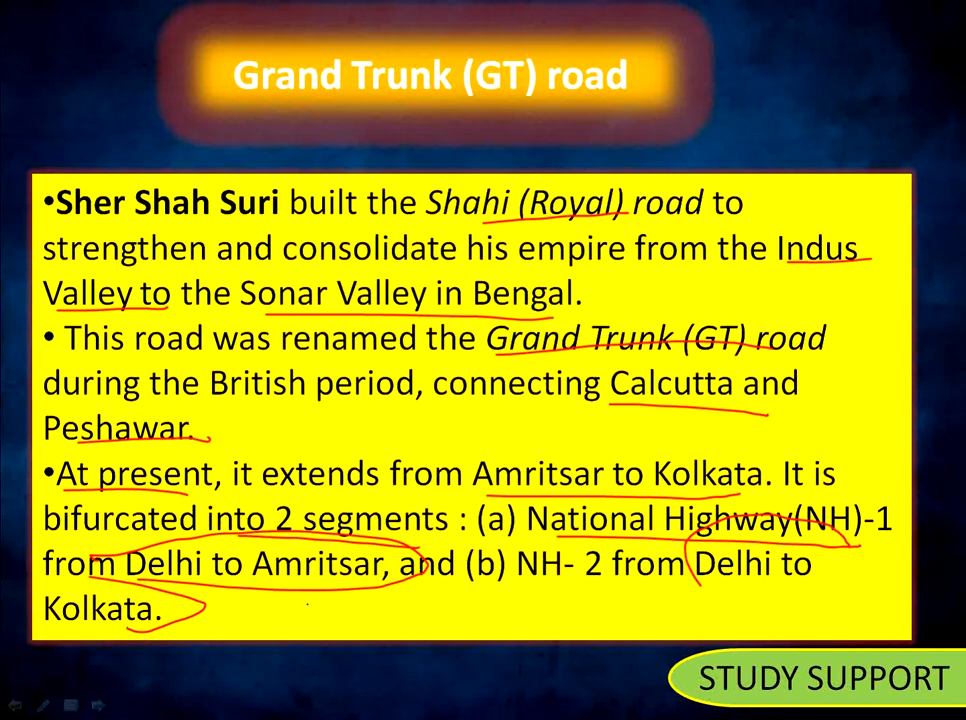 Grand Trunk (GT) road
•Sher Shah Suri built the Shahi (Royal) road to
strengthen and consolidate his empire from the Indus
Valley to the Sonar Valley in Bengal.
• This road was renamed the Grand Trunk (GT) road
during the British period, connecting Calcutta and
Peshawar.
•At present, it extends from Amritsar to Kolkata. It is
bifurcated into 2 segments : (a) National Highway(NH)-1
from Delhi to Amritsar, and (b) NH- 2 from Delhi to
Kolkata.
STUDY SUPPORT